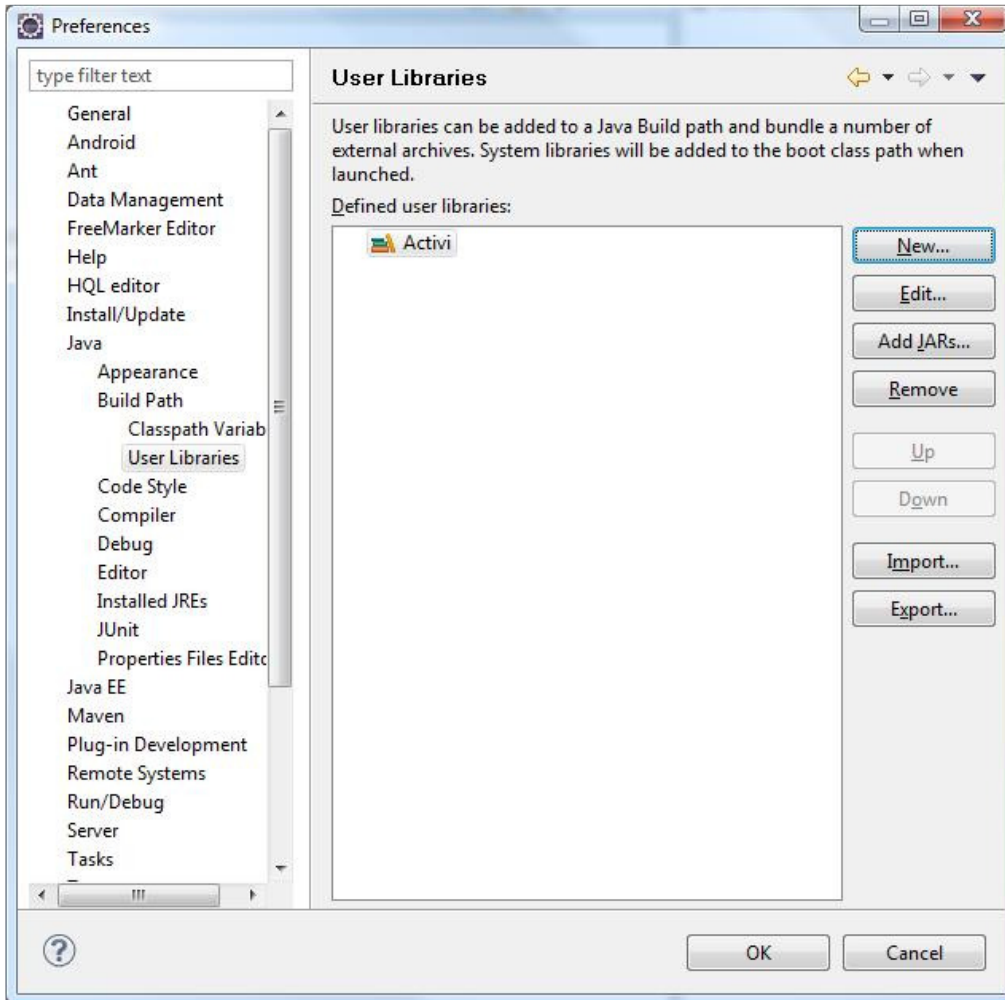 Preferences
type filter text
General
Android
Ant
Data Management
FreeMarker Editor
Help
HQL editor
Install/Update
Java
Appearance
Build Path
Classpath Variab
User Libraries
Code Style
Compiler
Debug
Editor
Installed JREs
JUnit
Properties Files Edito
Java EE
Maven
Plug-in Development
Remote Systems
Run/Debug
Server
Tasks
User Libraries
User libraries can be added to a Java Build path and bundle a number of
external archives. System libraries will be added to the boot class path when
launched.
Defined user libraries:
Activi
New...
Edit...
Add JARs...
Remove
Up
Down
Import...
Export...
OK
Cancel